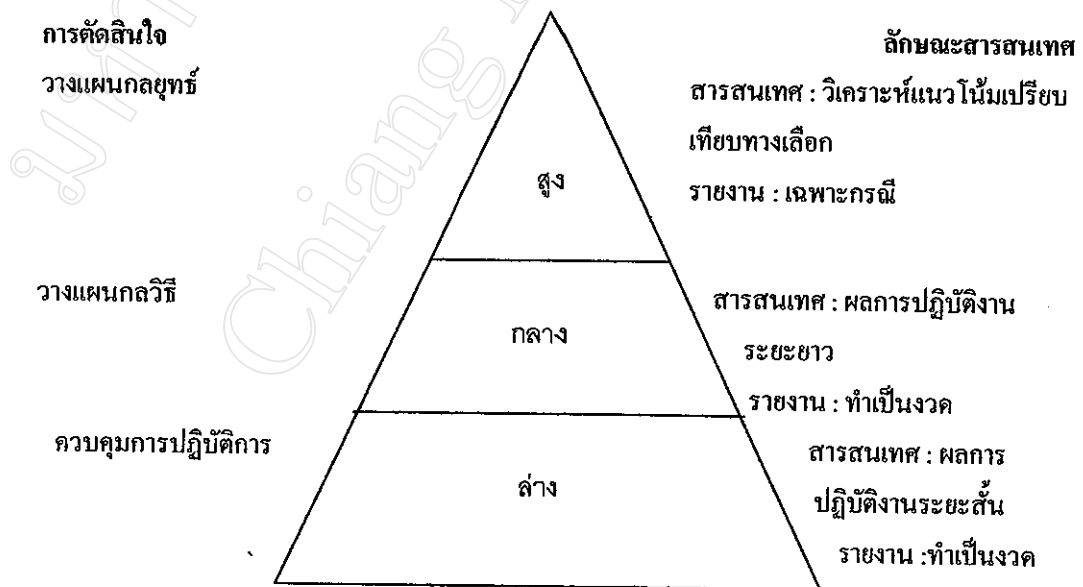 การตัดสินใจ
ลักษณะสารสนเทศ
วางแผนกลยุทธ์
สารสนเทศ : วิเคราะห์แนวโน้มเปรียบ
เทียบทางเลือก
สูง
รายงาน : เฉพาะกรณี
วางแผนกลวิธี
สารสนเทศ : ผลการปฏิบัติงาน
กลาง
ระยะยาว
รายงาน : ทำเป็นงวด
ควบคุมการปฏิบัติการ
สารสนเทศ : ผลการ
ล่าง
ปฏิบัติงานระยะสั้น
รายงาน :ทำเป็นงวด
Chiang